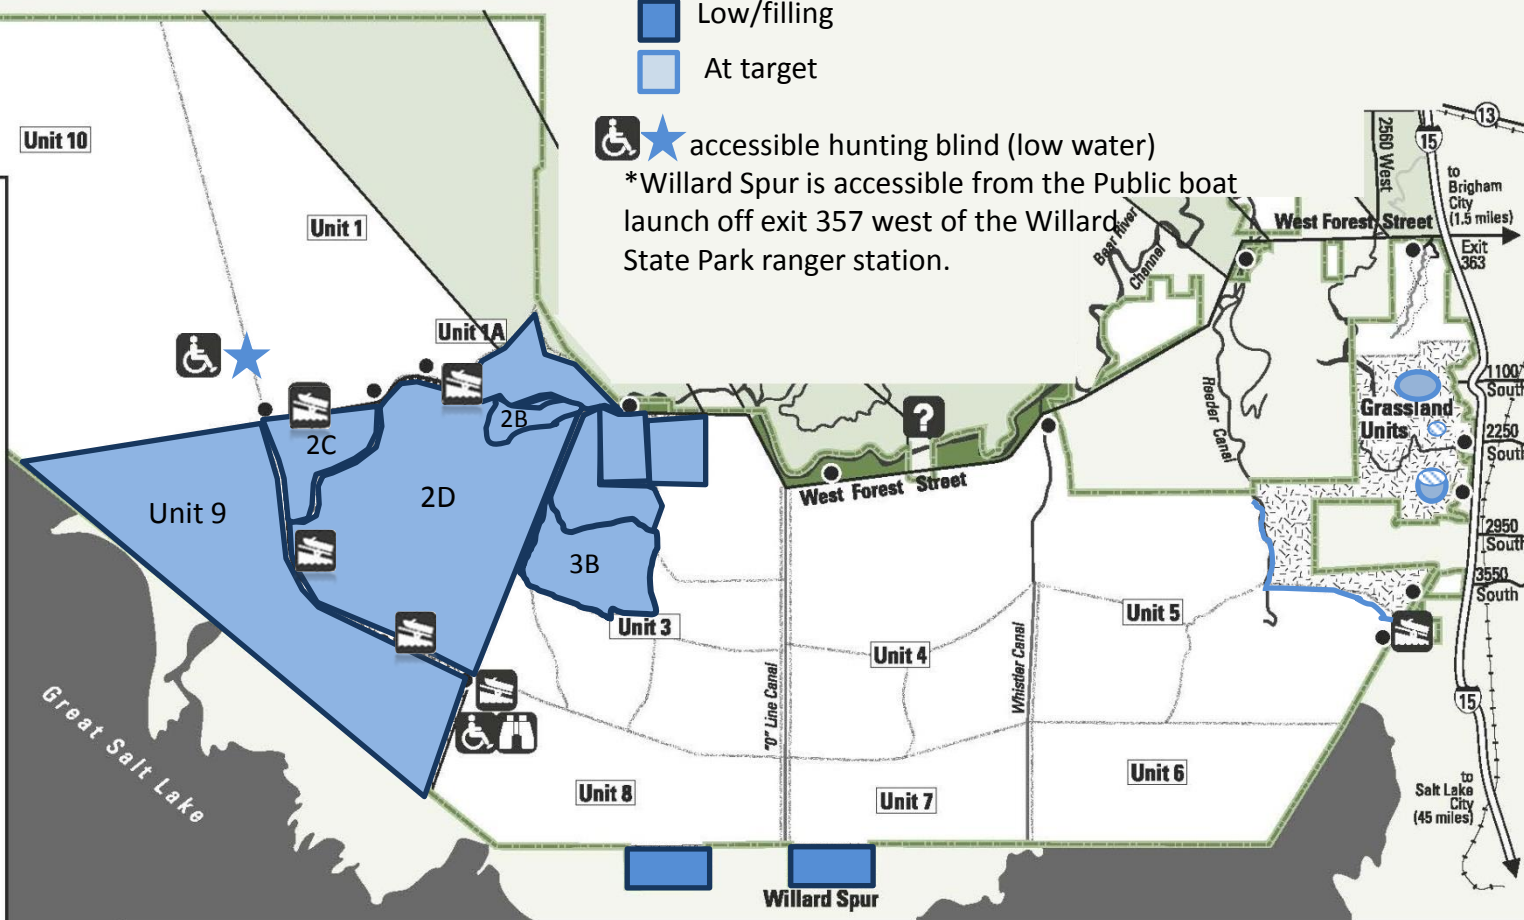 Low/filling
At target
accessible hunting blind (low water)
*Willard Spur is accessible from the Public boat
launch off exit 357 west of the Willard
State Park ranger station.
Unit 10
Unit 1
Unit 1A
2B
2C
2D
Unit 9
3B
Unit 3
Unit 4
Unit 5
Unit 6
Unit 7
Unit 8
Willard Spur
Great Salt Lake
"O" Line Canal
Whistler Canal
Reeder Canal
Bear River
Channel
West Forest Street
?
West Forest Street
2560 West
13
15
to
Brigham
City
(1.5 miles)
Exit
363
1100
South
Grassland
Units
2250
South
2950
South
3550
South
15
to
Salt Lake
City
(45 miles)